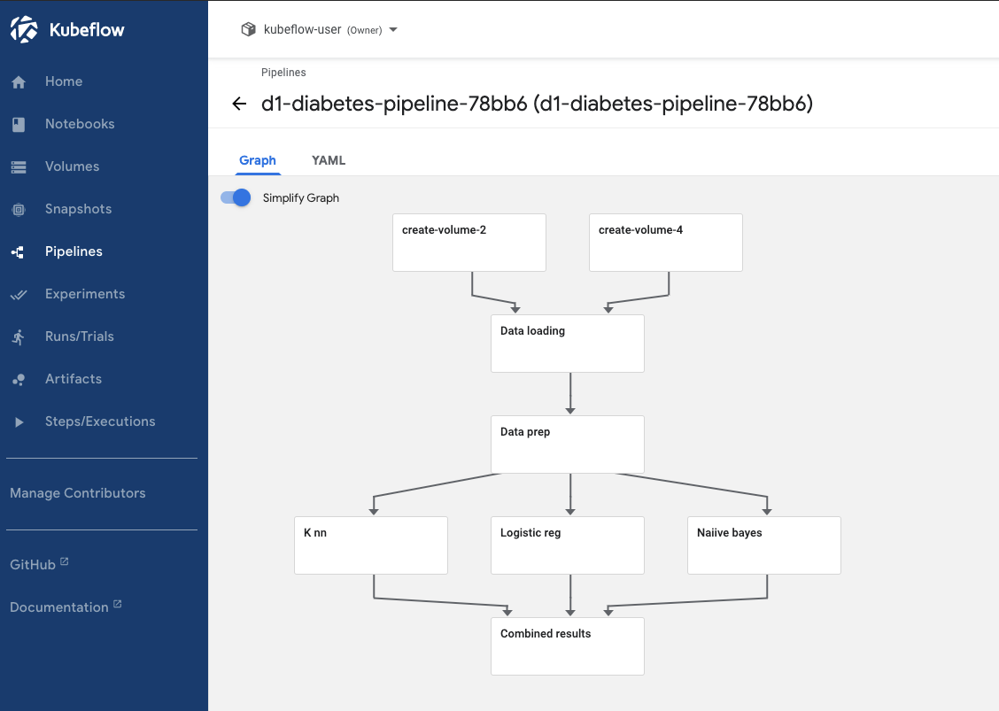 Kubeflow
Home
Notebooks
Volumes
Snapshots
Pipelines
Experiments
Runs/Trials
Artifacts
Steps/Executions
Manage Contributors
GitHub
Documentation
kubeflow-user (Owner)
Pipelines
d1-diabetes-pipeline-78bb6 (d1-diabetes-pipeline-78bb6)
Graph YAML
Simplify Graph
create-volume-2 create-volume-4
Data loading
Data prep
K nn Logistic reg Naiive bayes
Combined results